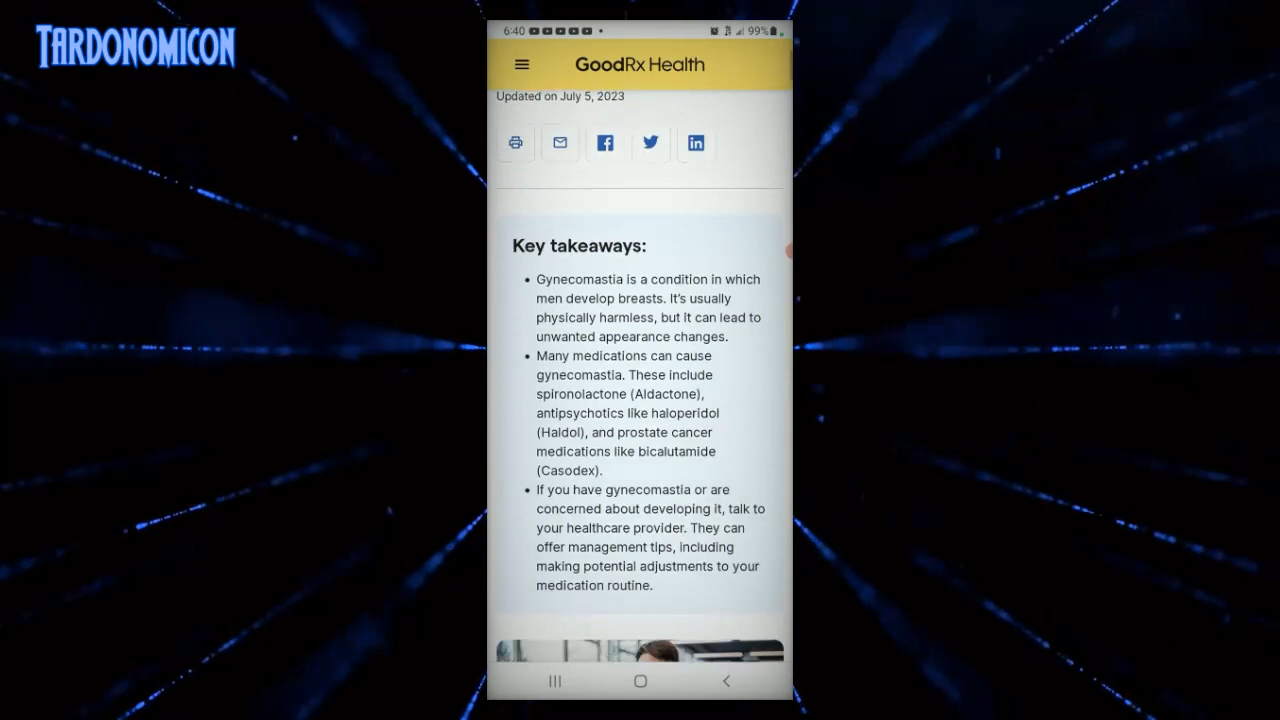 TARDONOMICON
6:40
99%
GoodRx Health
Updated on July 5, 2023
Key takeaways:
• Gynecomastia is a condition in which
men develop breasts. It's usually
physically harmless, but it can lead to
unwanted appearance changes.
• Many medications can cause
gynecomastia. These include
spironolactone (Aldactone),
antipsychotics like haloperidol
(Haldol), and prostate cancer
medications like bicalutamide
(Casodex).
• If you have gynecomastia or are
concerned about developing it, talk to
your healthcare provider. They can
offer management tips, including
making potential adjustments to your
medication routine.